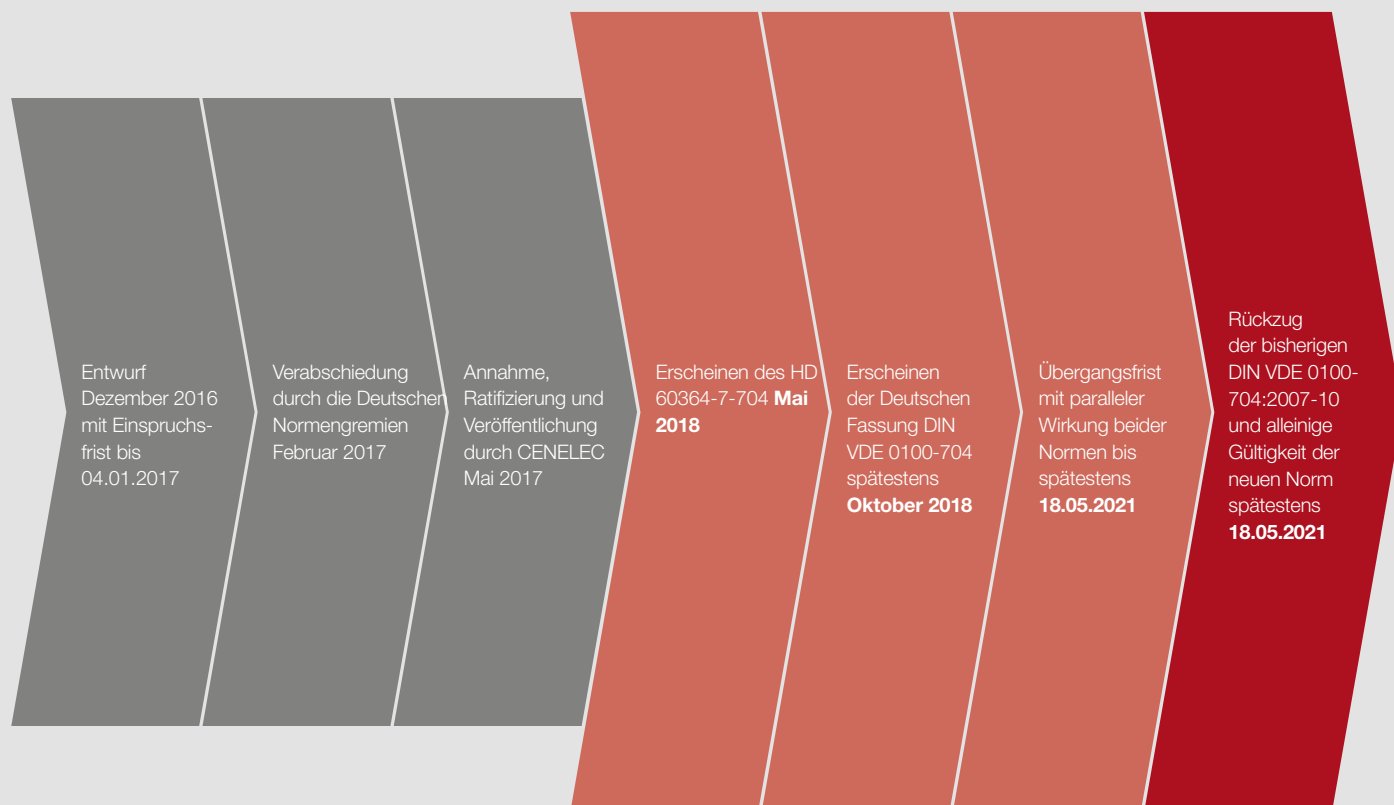 Entwurf
Dezember 2016
mit Einspruchs-
frist bis
04.01.2017
Verabschiedung
durch die Deutschen
Normengremien
Februar 2017
Annahme,
Ratifizierung und
Veröffentlichung
durch CENELEC
Mai 2017
Erscheinen des HD
60364-7-704 Mai
2018
Erscheinen
der Deutschen
Fassung DIN
VDE 0100-704
spätestens
Oktober 2018
Übergangsfrist
mit paralleler
Wirkung beider
Normen bis
spätestens
18.05.2021
Rückzug
der bisherigen
DIN VDE 0100-
704:2007-10
und alleinige
Gültigkeit der
neuen Norm
spätestens
18.05.2021